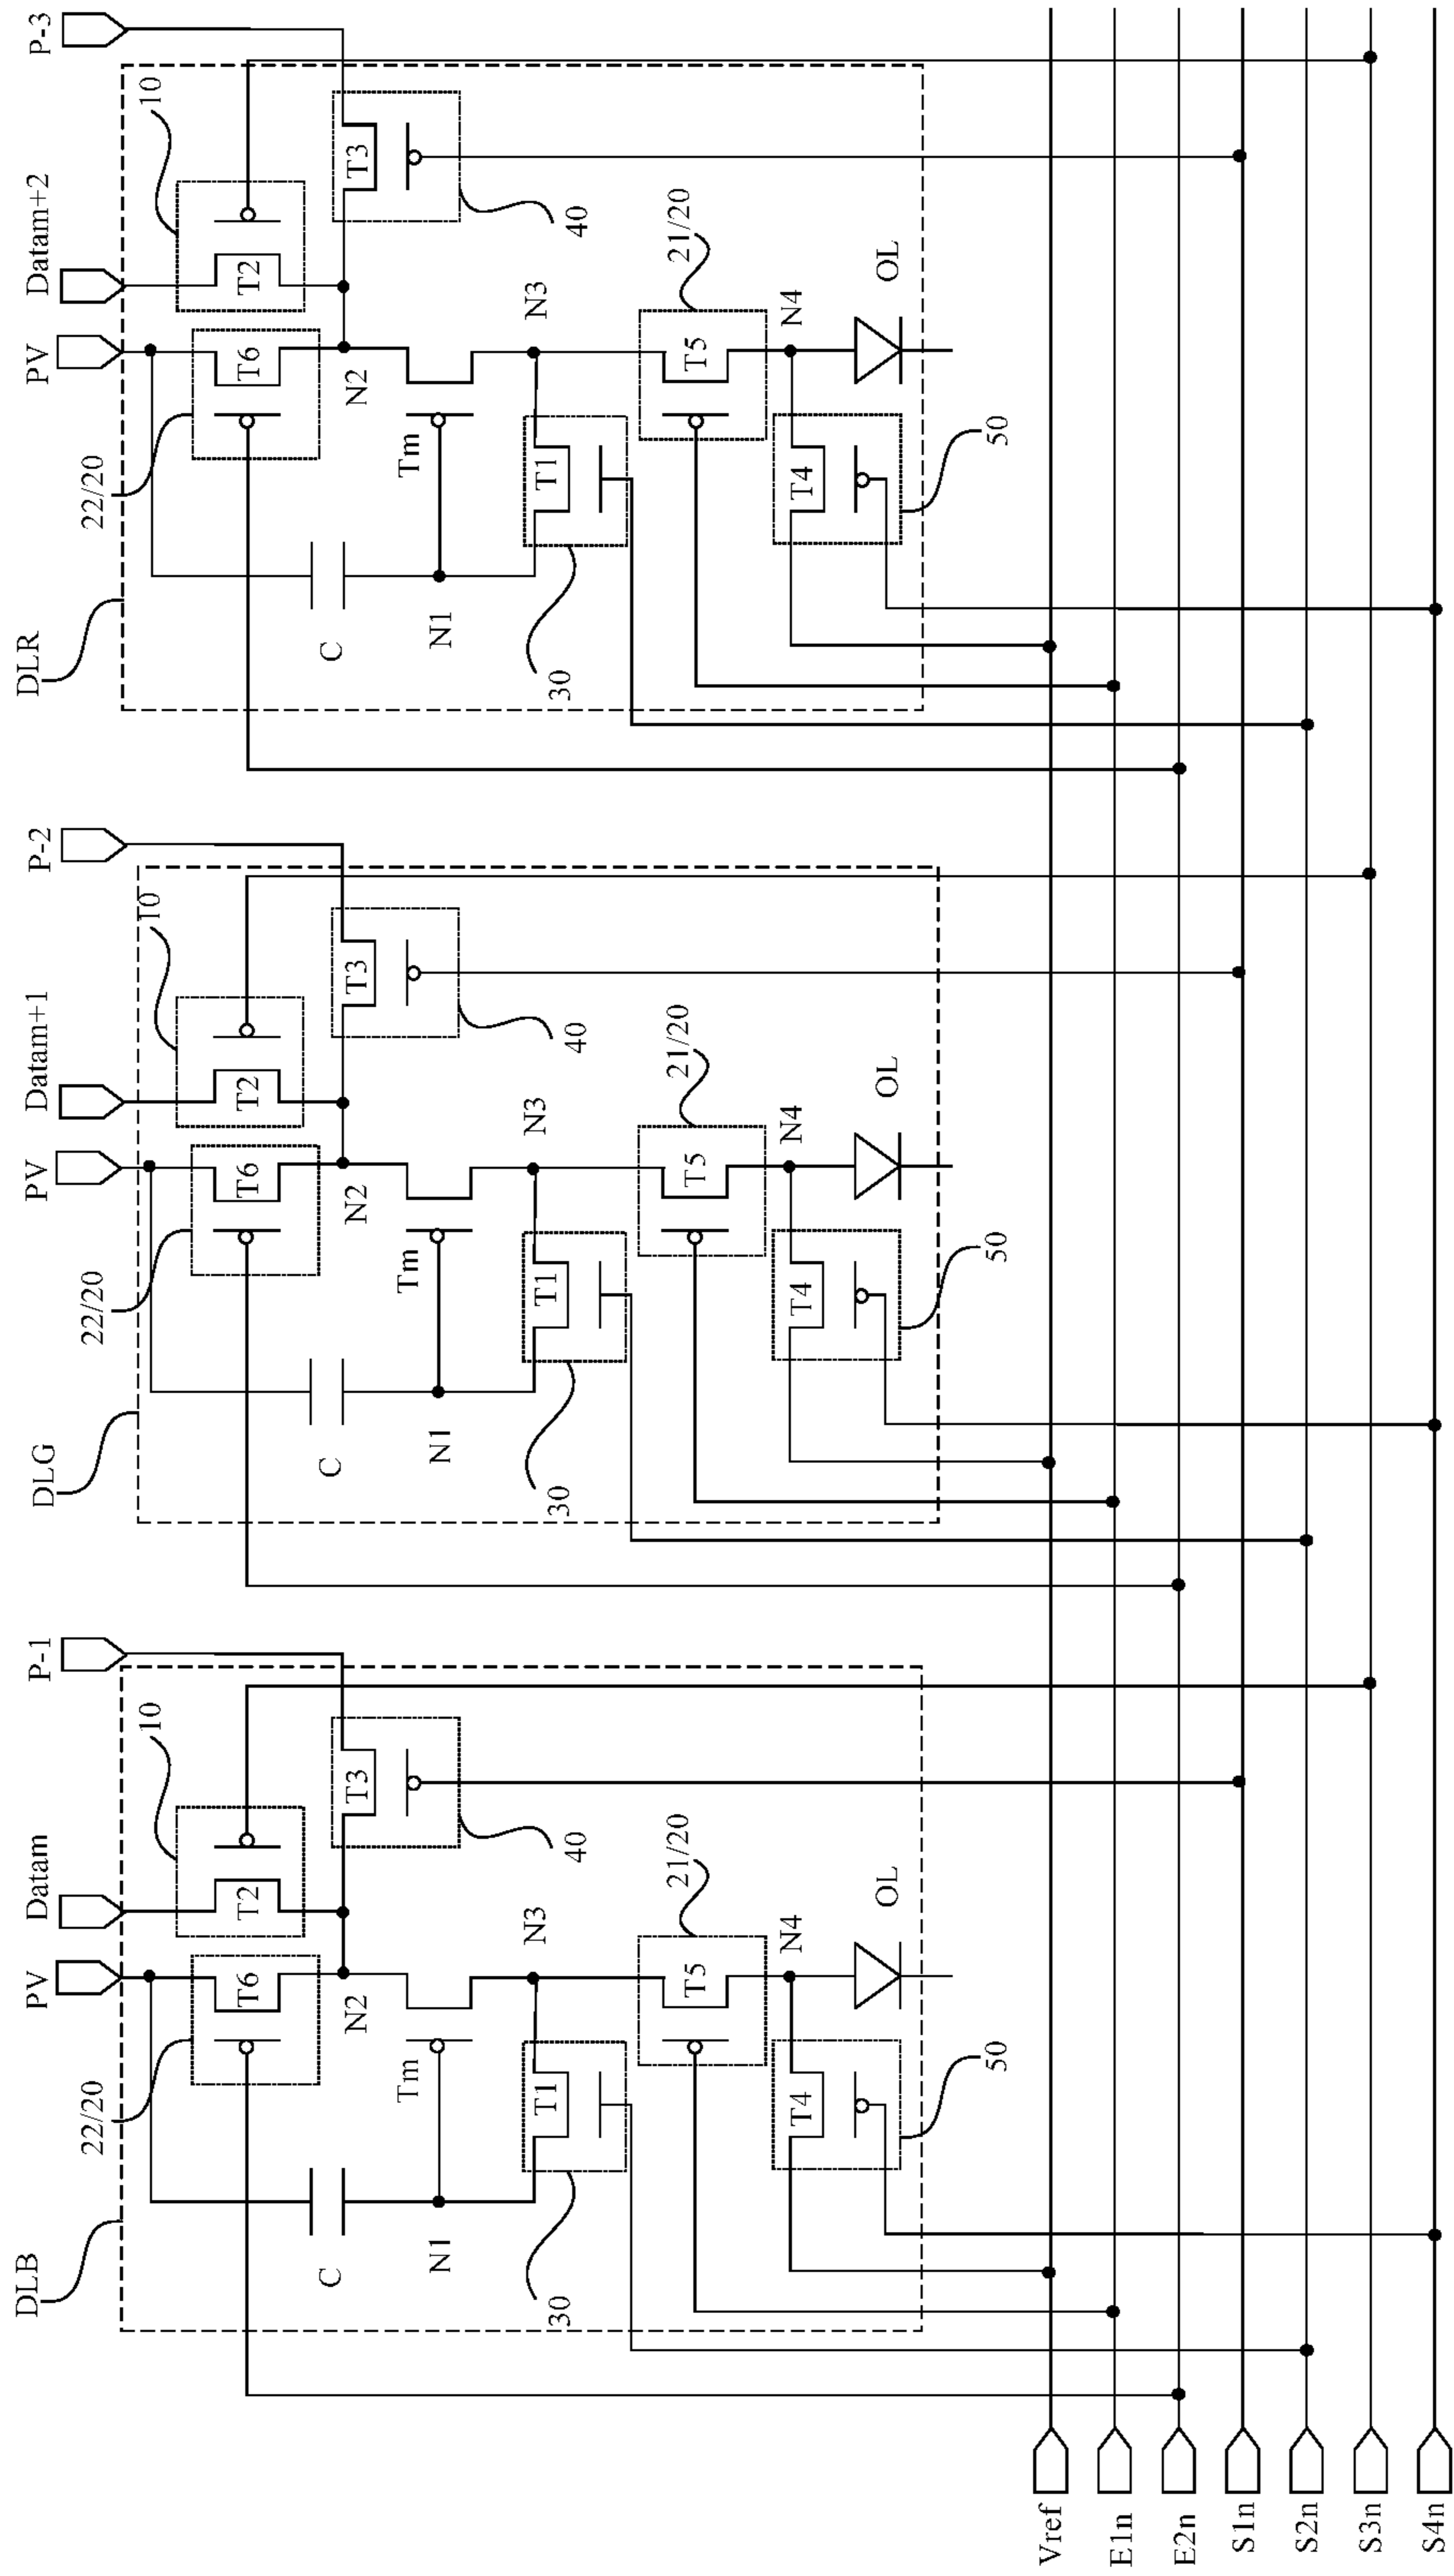 DLB
PV
Datam
P-1
22/20
T6
T2
10
C
N2
T3
Tm
N1
40
T1
N3
30
21/20
T5
N4
T4
OL
50
DLG
PV
Datam+1
P-2
22/20
T6
T2
10
C
N2
T3
Tm
N1
40
T1
N3
30
21/20
T5
N4
T4
OL
50
DLR
PV
Datam+2
P-3
22/20
T6
T2
10
C
N2
T3
Tm
N1
40
T1
N3
30
21/20
T5
N4
T4
OL
50
Vref
E1n
E2n
S1n
S2n
S3n
S4n